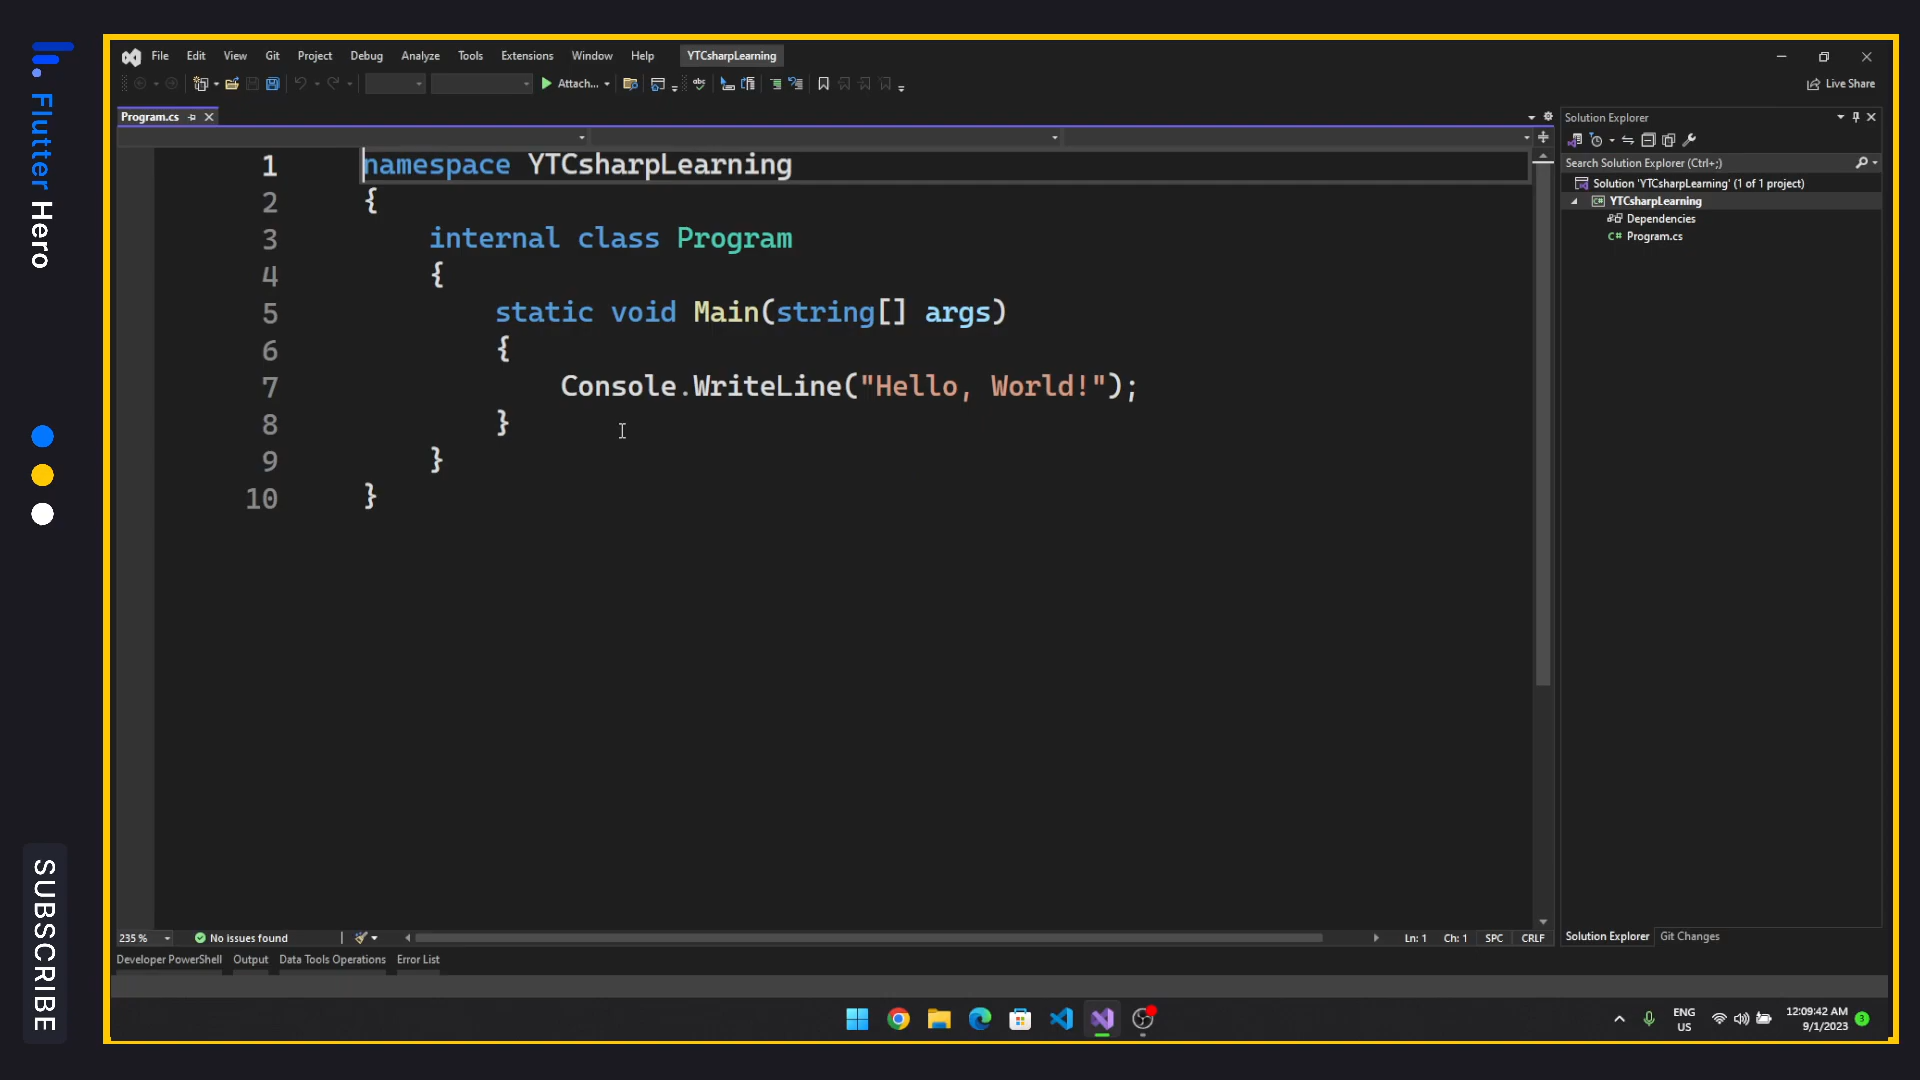 Flutter Hero
SUBSCRIBE
File Edit View Git Project Debug Analyze Tools Extensions Window Help YTCsharpLearning
Attach... Live Share
Program.cs
1 namespace YTCsharpLearning
2 {
3 internal class Program
4 {
5 static void Main(string[] args)
6 {
7 Console.WriteLine("Hello, World!");
8 }
9 }
10 }
Solution Explorer
Search Solution Explorer (Ctrl+;)
Solution 'YTCsharpLearning' (1 of 1 project)
YTCsharpLearning
Dependencies
C# Program.cs
235 % No issues found Ln: 1 Ch: 1 SPC CRLF
Solution Explorer Git Changes
Developer PowerShell Output Data Tools Operations Error List
ENG
US
12:09:42 AM
9/1/2023
3